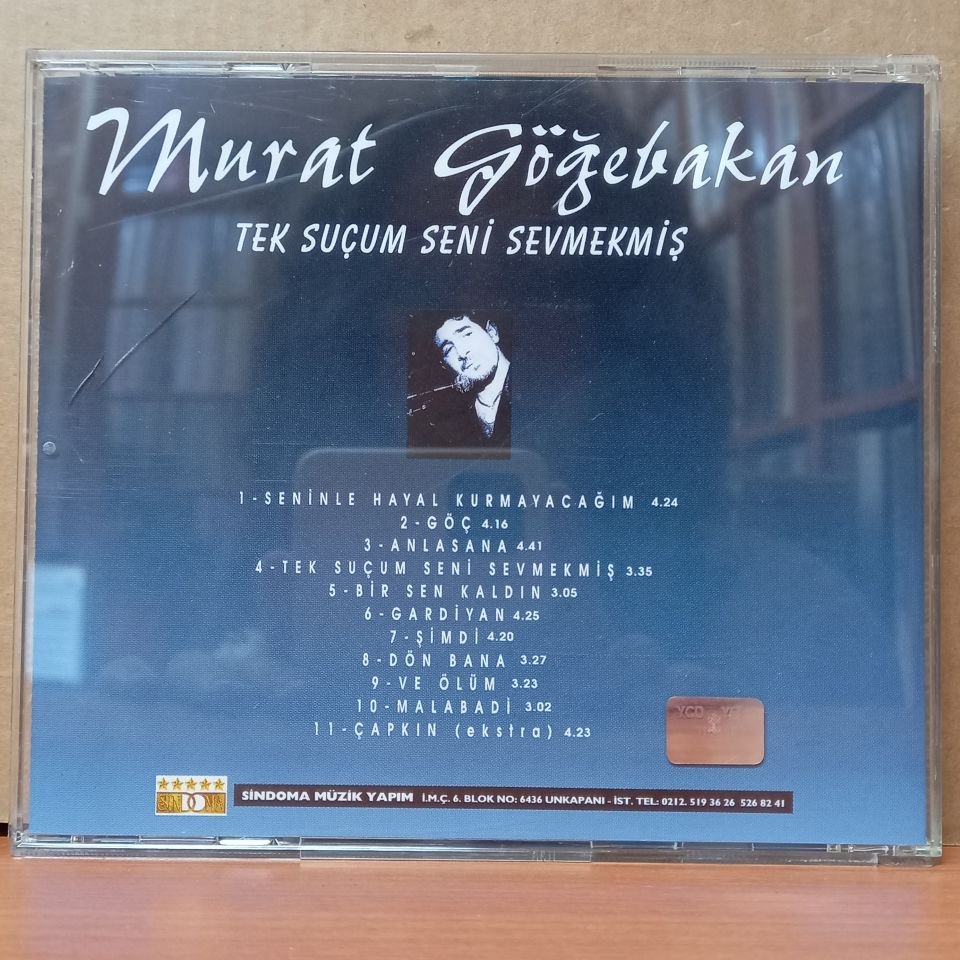 Murat Göğebakan
TEK SUÇUM SENİ SEVMEKMİŞ
1-SENİNLE HAYAL KURMAYACAĞIM 4.24
2-GÖÇ 4.16
3-ANLASANA 4.41
4-TEK SUÇUM SENİ SEVMEKMİŞ 3.35
5-BİR SEN KALDIN 3.05
6-GARDİYAN 4.25
7-ŞİMDİ 4.20
8-DÖN BANA 3.27
9-VE ÖLÜM 3.23
10-MALABADİ 3.02
11-ÇAPKIN (ekstra) 4.23
SİNDOMA
SİNDOMA MÜZİK YAPIM İ.M.Ç. 6. BLOK NO: 6436 UNKAPANI - İST. TEL: 0212. 519 36 26 526 82 41